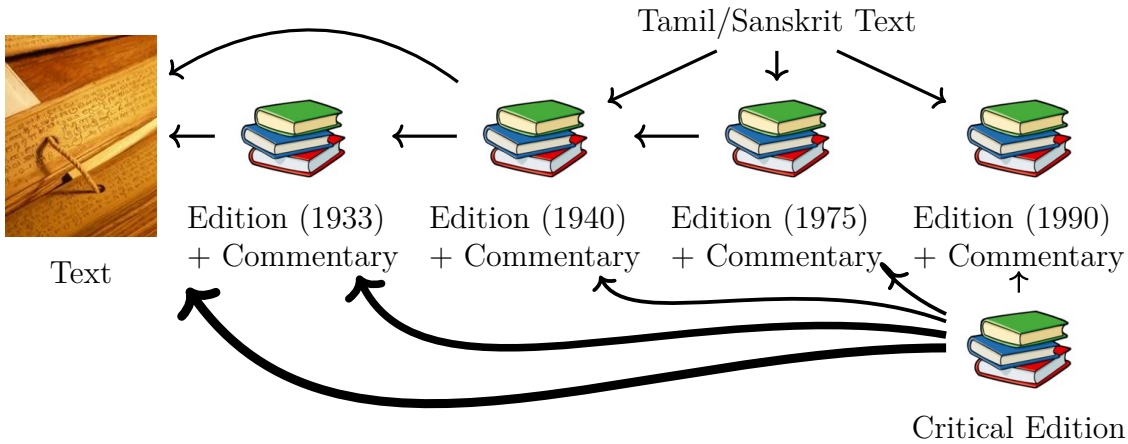 Tamil/Sanskrit Text
Edition (1933)
+ Commentary
Edition (1940)
+ Commentary
Edition (1975)
+ Commentary
Edition (1990)
+ Commentary
Text
Critical Edition